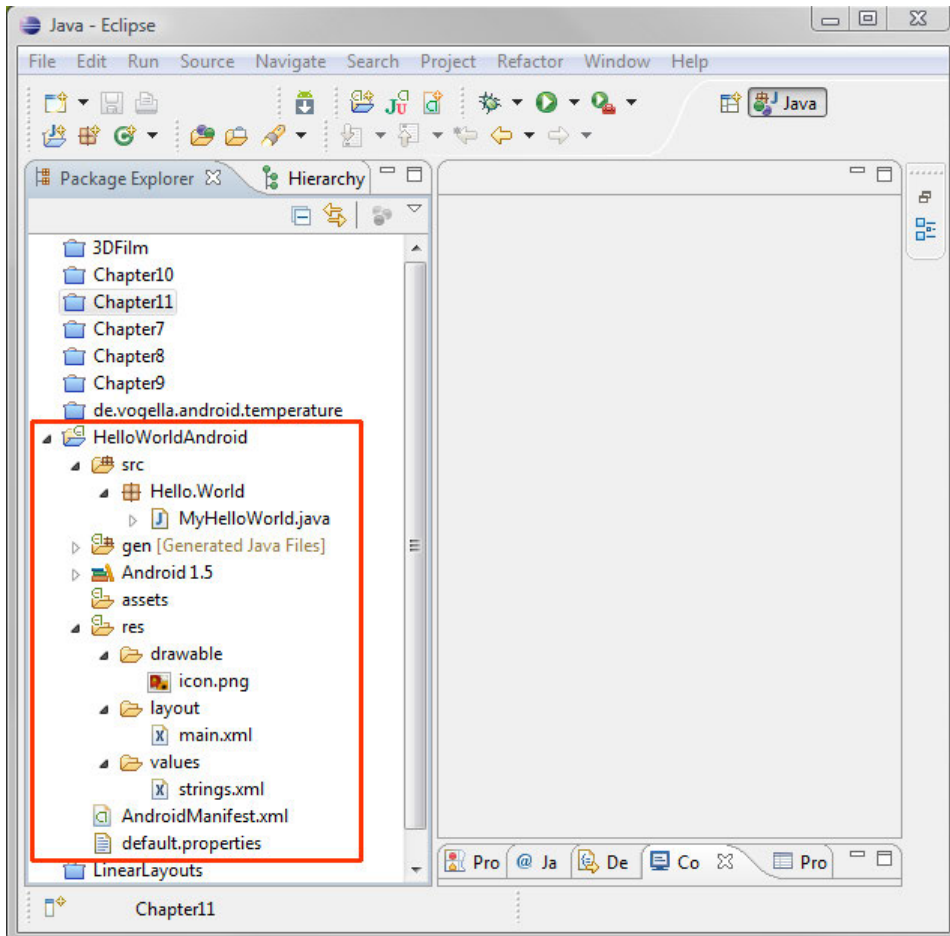 Java - Eclipse
File Edit Run Source Navigate Search Project Refactor Window Help
Java
Package Explorer Hierarchy
3DFilm
Chapter10
Chapter11
Chapter7
Chapter8
Chapter9
de.vogella.android.temperature
HelloWorldAndroid
src
Hello.World
MyHelloWorld.java
gen [Generated Java Files]
Android 1.5
assets
res
drawable
icon.png
layout
main.xml
values
strings.xml
AndroidManifest.xml
default.properties
LinearLayouts
Pro @ Ja De Co Pro
Chapter11